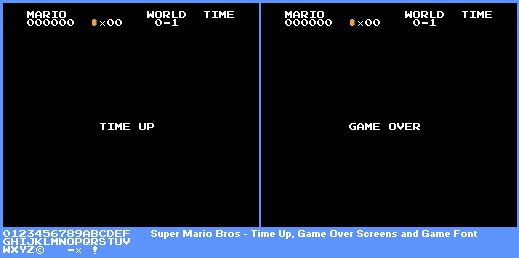 MARIO WORLD TIME
000000 ×00 0-1
TIME UP
MARIO WORLD TIME
000000 ×00 0-1
GAME OVER
0123456789ABCDEF
GHIJKLMNOPQRSTUV
WXYZ© -× !
Super Mario Bros - Time Up, Game Over Screens and Game Font